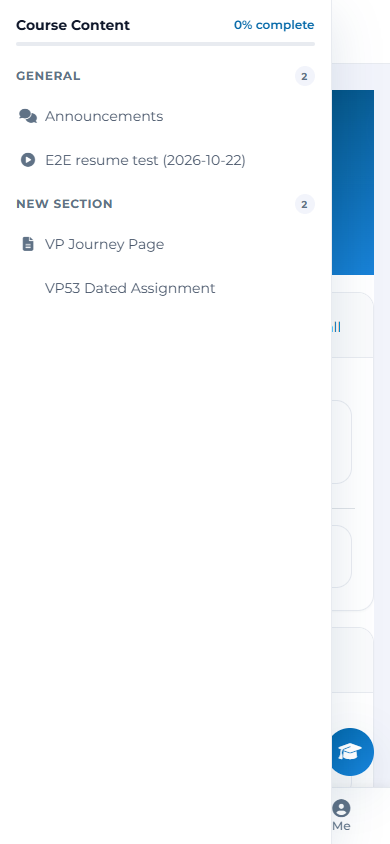 Course Content
0% complete
GENERAL
2
Announcements
E2E resume test (2026-10-22)
NEW SECTION
2
VP Journey Page
VP53 Dated Assignment
Me